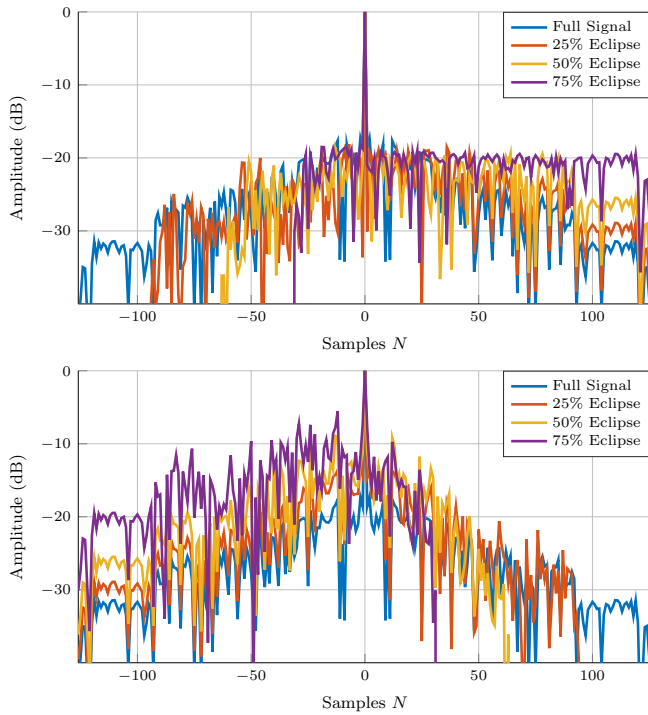 0
−10
−20
−30
Amplitude (dB)
Full Signal
25% Eclipse
50% Eclipse
75% Eclipse
−100
−50
0
50
100
Samples N
0
−10
−20
−30
Amplitude (dB)
Full Signal
25% Eclipse
50% Eclipse
75% Eclipse
−100
−50
0
50
100
Samples N